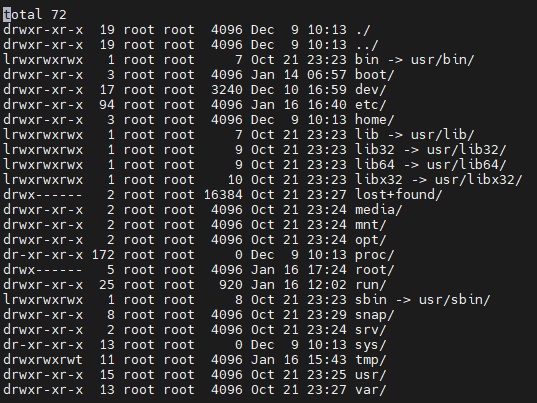 total 72
drwxr-xr-x  19 root root  4096 Dec  9 10:13 ./
drwxr-xr-x  19 root root  4096 Dec  9 10:13 ../
lrwxrwxrwx   1 root root     7 Oct 21 23:23 bin -> usr/bin/
drwxr-xr-x   3 root root  4096 Jan 14 06:57 boot/
drwxr-xr-x  17 root root  3240 Dec 10 16:59 dev/
drwxr-xr-x  94 root root  4096 Jan 16 16:40 etc/
drwxr-xr-x   3 root root  4096 Dec  9 10:13 home/
lrwxrwxrwx   1 root root     7 Oct 21 23:23 lib -> usr/lib/
lrwxrwxrwx   1 root root     9 Oct 21 23:23 lib32 -> usr/lib32/
lrwxrwxrwx   1 root root     9 Oct 21 23:23 lib64 -> usr/lib64/
lrwxrwxrwx   1 root root    10 Oct 21 23:23 libx32 -> usr/libx32/
drwx------   2 root root 16384 Oct 21 23:27 lost+found/
drwxr-xr-x   2 root root  4096 Oct 21 23:24 media/
drwxr-xr-x   2 root root  4096 Oct 21 23:24 mnt/
drwxr-xr-x   2 root root  4096 Oct 21 23:24 opt/
dr-xr-xr-x 172 root root     0 Dec  9 10:13 proc/
drwx------   5 root root  4096 Jan 16 17:24 root/
drwxr-xr-x  25 root root   920 Jan 16 12:02 run/
lrwxrwxrwx   1 root root     8 Oct 21 23:23 sbin -> usr/sbin/
drwxr-xr-x   8 root root  4096 Oct 21 23:29 snap/
drwxr-xr-x   2 root root  4096 Oct 21 23:24 srv/
dr-xr-xr-x  13 root root     0 Dec  9 10:13 sys/
drwxrwxrwt  11 root root  4096 Jan 16 15:43 tmp/
drwxr-xr-x  15 root root  4096 Oct 21 23:25 usr/
drwxr-xr-x  13 root root  4096 Oct 21 23:27 var/